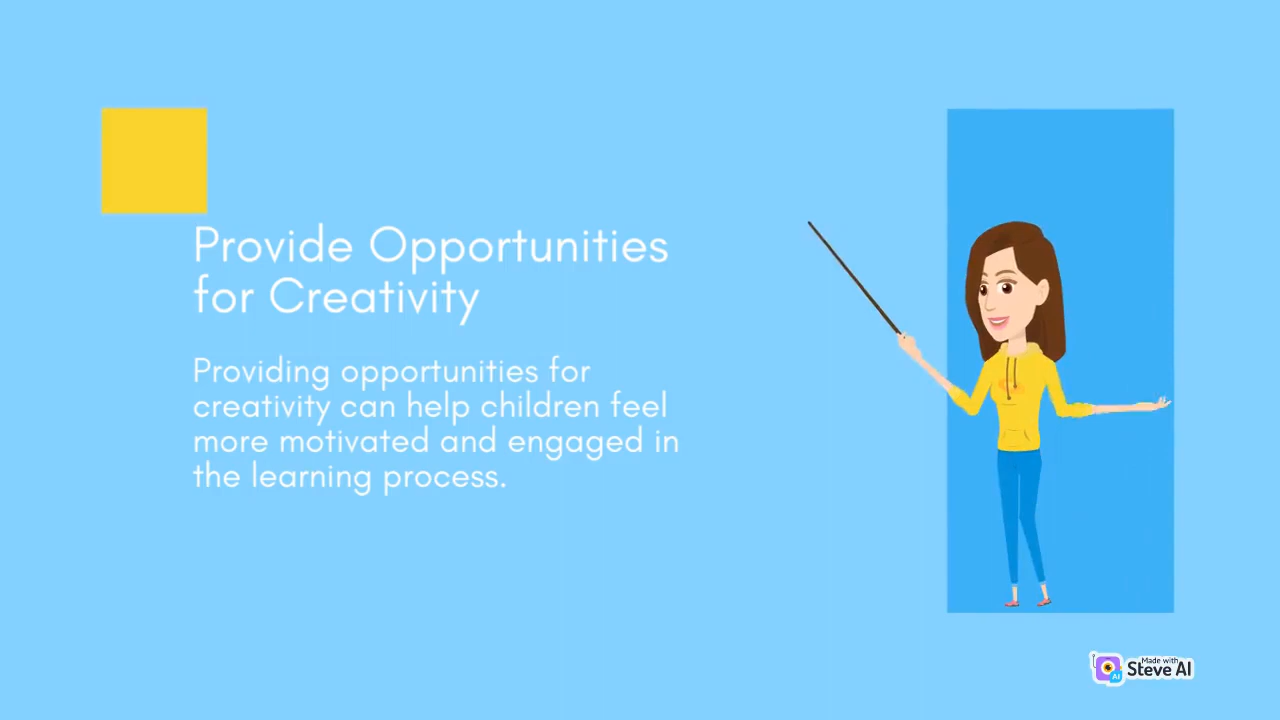 Provide Opportunities
for Creativity
Providing opportunities for
creativity can help children feel
more motivated and engaged in
the learning process.
Made with
Steve AI
AI